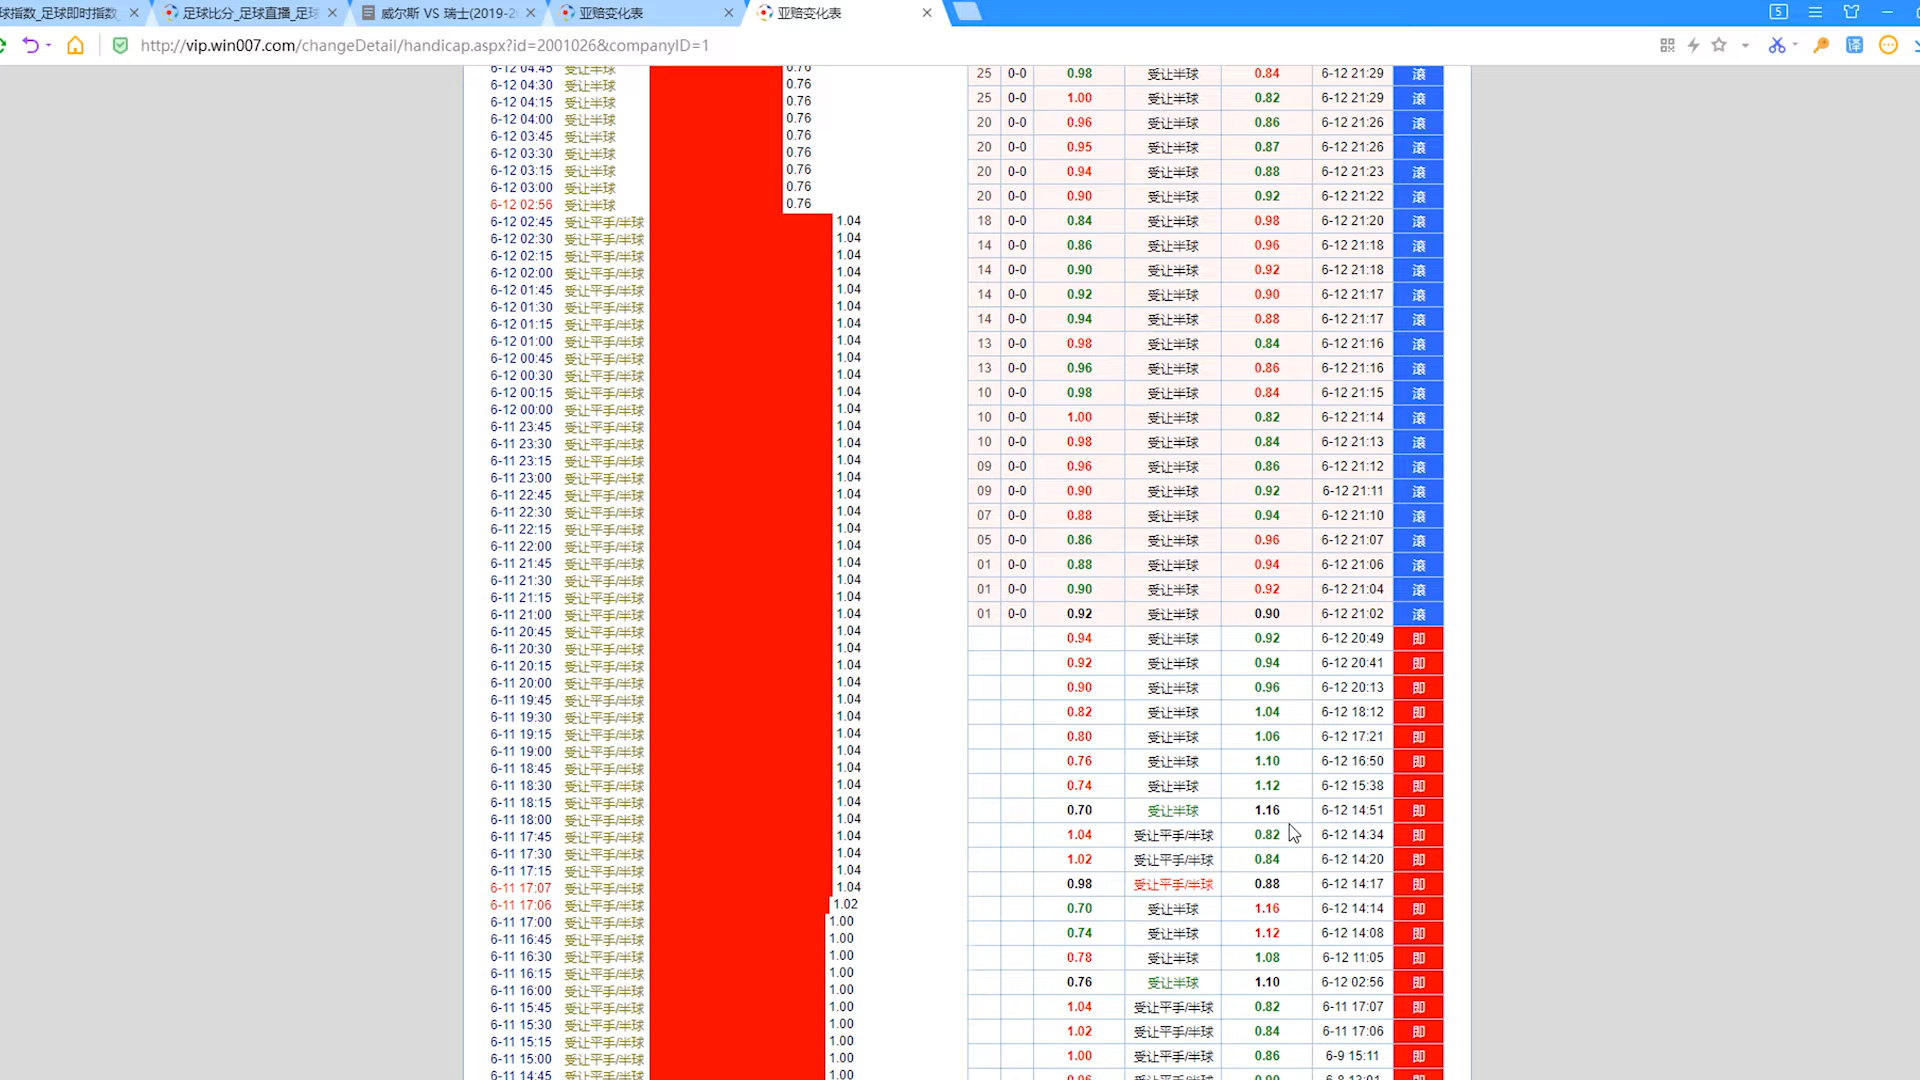 球指数_足球即时指数_
足球比分_足球直播_足球
威尔斯 VS 瑞士(2019-2
亚赔变化表
亚赔变化表
5
http://vip.win007.com/changeDetail/handicap.aspx?id=2001026&companyID=1
译
6-12 04:45 受让半球 0.76
6-12 04:30 受让半球 0.76
6-12 04:15 受让半球 0.76
6-12 04:00 受让半球 0.76
6-12 03:45 受让半球 0.76
6-12 03:30 受让半球 0.76
6-12 03:15 受让半球 0.76
6-12 03:00 受让半球 0.76
6-12 02:56 受让半球 0.76
6-12 02:45 受让平手/半球 1.04
6-12 02:30 受让平手/半球 1.04
6-12 02:15 受让平手/半球 1.04
6-12 02:00 受让平手/半球 1.04
6-12 01:45 受让平手/半球 1.04
6-12 01:30 受让平手/半球 1.04
6-12 01:15 受让平手/半球 1.04
6-12 01:00 受让平手/半球 1.04
6-12 00:45 受让平手/半球 1.04
6-12 00:30 受让平手/半球 1.04
6-12 00:15 受让平手/半球 1.04
6-12 00:00 受让平手/半球 1.04
6-11 23:45 受让平手/半球 1.04
6-11 23:30 受让平手/半球 1.04
6-11 23:15 受让平手/半球 1.04
6-11 23:00 受让平手/半球 1.04
6-11 22:45 受让平手/半球 1.04
6-11 22:30 受让平手/半球 1.04
6-11 22:15 受让平手/半球 1.04
6-11 22:00 受让平手/半球 1.04
6-11 21:45 受让平手/半球 1.04
6-11 21:30 受让平手/半球 1.04
6-11 21:15 受让平手/半球 1.04
6-11 21:00 受让平手/半球 1.04
6-11 20:45 受让平手/半球 1.04
6-11 20:30 受让平手/半球 1.04
6-11 20:15 受让平手/半球 1.04
6-11 20:00 受让平手/半球 1.04
6-11 19:45 受让平手/半球 1.04
6-11 19:30 受让平手/半球 1.04
6-11 19:15 受让平手/半球 1.04
6-11 19:00 受让平手/半球 1.04
6-11 18:45 受让平手/半球 1.04
6-11 18:30 受让平手/半球 1.04
6-11 18:15 受让平手/半球 1.04
6-11 18:00 受让平手/半球 1.04
6-11 17:45 受让平手/半球 1.04
6-11 17:30 受让平手/半球 1.04
6-11 17:15 受让平手/半球 1.04
6-11 17:07 受让平手/半球 1.04
6-11 17:06 受让平手/半球 1.02
6-11 17:00 受让平手/半球 1.00
6-11 16:45 受让平手/半球 1.00
6-11 16:30 受让平手/半球 1.00
6-11 16:15 受让平手/半球 1.00
6-11 16:00 受让平手/半球 1.00
6-11 15:45 受让平手/半球 1.00
6-11 15:30 受让平手/半球 1.00
6-11 15:15 受让平手/半球 1.00
6-11 15:00 受让平手/半球 1.00
6-11 14:45 受让平手/半球 1.00
25 0-0 0.98 受让半球 0.84 6-12 21:29 滚
25 0-0 1.00 受让半球 0.82 6-12 21:29 滚
20 0-0 0.96 受让半球 0.86 6-12 21:26 滚
20 0-0 0.95 受让半球 0.87 6-12 21:26 滚
20 0-0 0.94 受让半球 0.88 6-12 21:23 滚
20 0-0 0.90 受让半球 0.92 6-12 21:22 滚
18 0-0 0.84 受让半球 0.98 6-12 21:20 滚
14 0-0 0.86 受让半球 0.96 6-12 21:18 滚
14 0-0 0.90 受让半球 0.92 6-12 21:18 滚
14 0-0 0.92 受让半球 0.90 6-12 21:17 滚
14 0-0 0.94 受让半球 0.88 6-12 21:17 滚
13 0-0 0.98 受让半球 0.84 6-12 21:16 滚
13 0-0 0.96 受让半球 0.86 6-12 21:16 滚
10 0-0 0.98 受让半球 0.84 6-12 21:15 滚
10 0-0 1.00 受让半球 0.82 6-12 21:14 滚
10 0-0 0.98 受让半球 0.84 6-12 21:13 滚
09 0-0 0.96 受让半球 0.86 6-12 21:12 滚
09 0-0 0.90 受让半球 0.92 6-12 21:11 滚
07 0-0 0.88 受让半球 0.94 6-12 21:10 滚
05 0-0 0.86 受让半球 0.96 6-12 21:07 滚
01 0-0 0.88 受让半球 0.94 6-12 21:06 滚
01 0-0 0.90 受让半球 0.92 6-12 21:04 滚
01 0-0 0.92 受让半球 0.90 6-12 21:02 滚
0.94 受让半球 0.92 6-12 20:49 即
0.92 受让半球 0.94 6-12 20:41 即
0.90 受让半球 0.96 6-12 20:13 即
0.82 受让半球 1.04 6-12 18:12 即
0.80 受让半球 1.06 6-12 17:21 即
0.76 受让半球 1.10 6-12 16:50 即
0.74 受让半球 1.12 6-12 15:38 即
0.70 受让半球 1.16 6-12 14:51 即
1.04 受让平手/半球 0.82 6-12 14:34 即
1.02 受让平手/半球 0.84 6-12 14:20 即
0.98 受让平手/半球 0.88 6-12 14:17 即
0.70 受让半球 1.16 6-12 14:14 即
0.74 受让半球 1.12 6-12 14:08 即
0.78 受让半球 1.08 6-12 11:05 即
0.76 受让半球 1.10 6-12 02:56 即
1.04 受让平手/半球 0.82 6-11 17:07 即
1.02 受让平手/半球 0.84 6-11 17:06 即
1.00 受让平手/半球 0.86 6-9 15:11 即